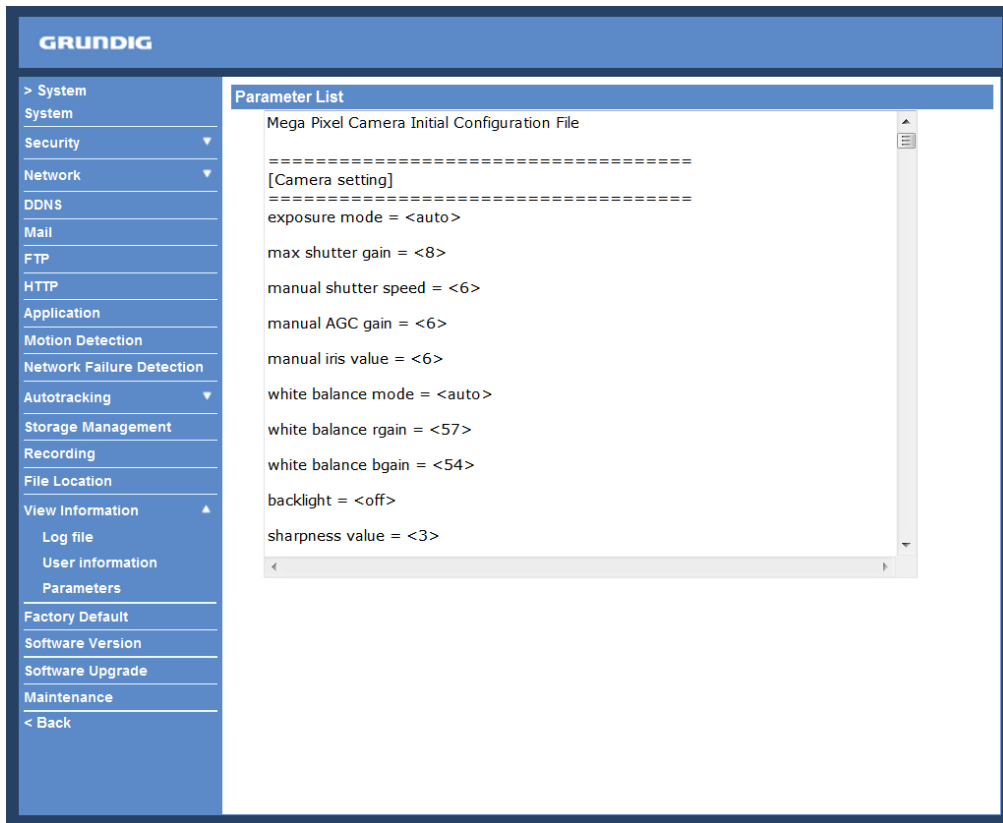 GRUNDIG
> System
System
Security
Network
DDNS
Mail
FTP
HTTP
Application
Motion Detection
Network Failure Detection
Autotracking
Storage Management
Recording
File Location
View Information
Log file
User information
Parameters
Factory Default
Software Version
Software Upgrade
Maintenance
< Back
Parameter List
Mega Pixel Camera Initial Configuration File
====================================
[Camera setting]
====================================
exposure mode = <auto>
max shutter gain = <8>
manual shutter speed = <6>
manual AGC gain = <6>
manual iris value = <6>
white balance mode = <auto>
white balance rgain = <57>
white balance bgain = <54>
backlight = <off>
sharpness value = <3>